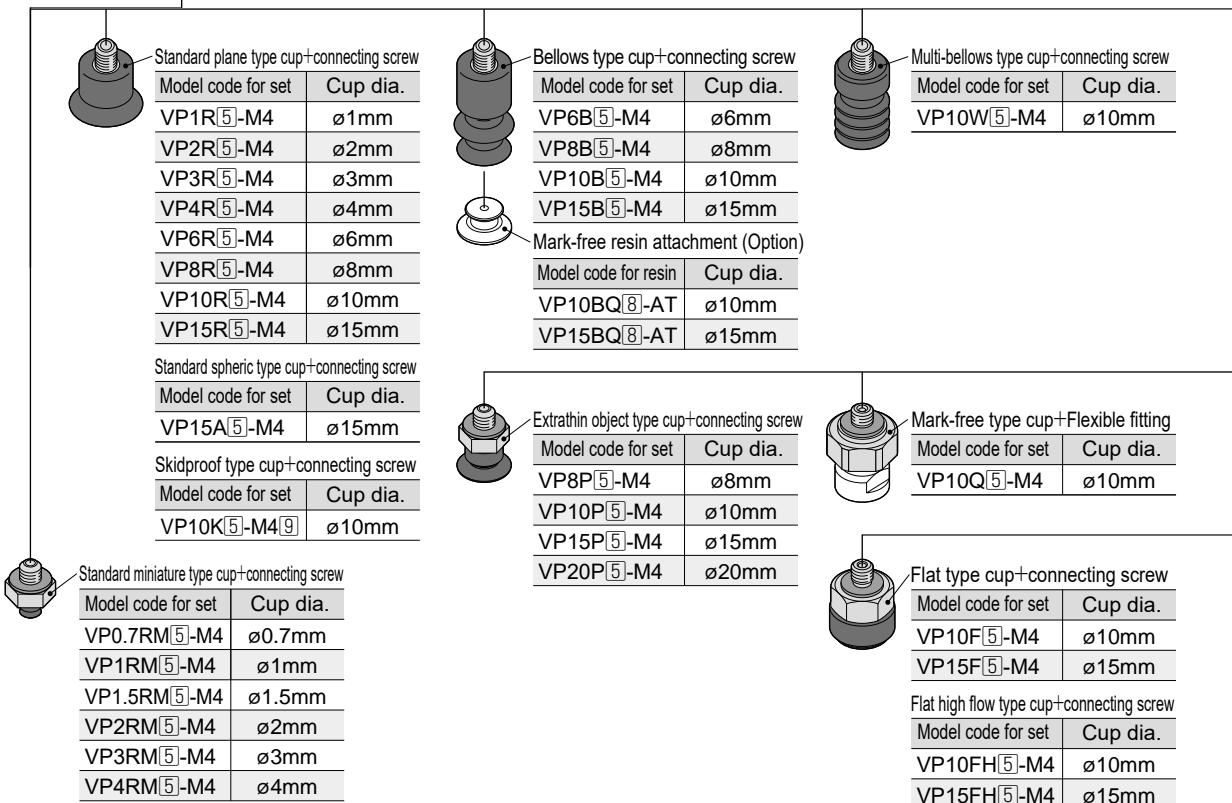 Standard plane type cup+connecting screw
Model code for set Cup dia.
VP1R5-M4 ø1mm
VP2R5-M4 ø2mm
VP3R5-M4 ø3mm
VP4R5-M4 ø4mm
VP6R5-M4 ø6mm
VP8R5-M4 ø8mm
VP10R5-M4 ø10mm
VP15R5-M4 ø15mm
Standard spheric type cup+connecting screw
Model code for set Cup dia.
VP15A5-M4 ø15mm
Skidproof type cup+connecting screw
Model code for set Cup dia.
VP10K5-M49 ø10mm
Standard miniature type cup+connecting screw
Model code for set Cup dia.
VP0.7RM5-M4 ø0.7mm
VP1RM5-M4 ø1mm
VP1.5RM5-M4 ø1.5mm
VP2RM5-M4 ø2mm
VP3RM5-M4 ø3mm
VP4RM5-M4 ø4mm
Bellows type cup+connecting screw
Model code for set Cup dia.
VP6B5-M4 ø6mm
VP8B5-M4 ø8mm
VP10B5-M4 ø10mm
VP15B5-M4 ø15mm
Mark-free resin attachment (Option)
Model code for resin Cup dia.
VP10BQ8-AT ø10mm
VP15BQ8-AT ø15mm
Extrathin object type cup+connecting screw
Model code for set Cup dia.
VP8P5-M4 ø8mm
VP10P5-M4 ø10mm
VP15P5-M4 ø15mm
VP20P5-M4 ø20mm
Multi-bellows type cup+connecting screw
Model code for set Cup dia.
VP10W5-M4 ø10mm
Mark-free type cup+Flexible fitting
Model code for set Cup dia.
VP10Q5-M4 ø10mm
Flat type cup+connecting screw
Model code for set Cup dia.
VP10F5-M4 ø10mm
VP15F5-M4 ø15mm
Flat high flow type cup+connecting screw
Model code for set Cup dia.
VP10FH5-M4 ø10mm
VP15FH5-M4 ø15mm